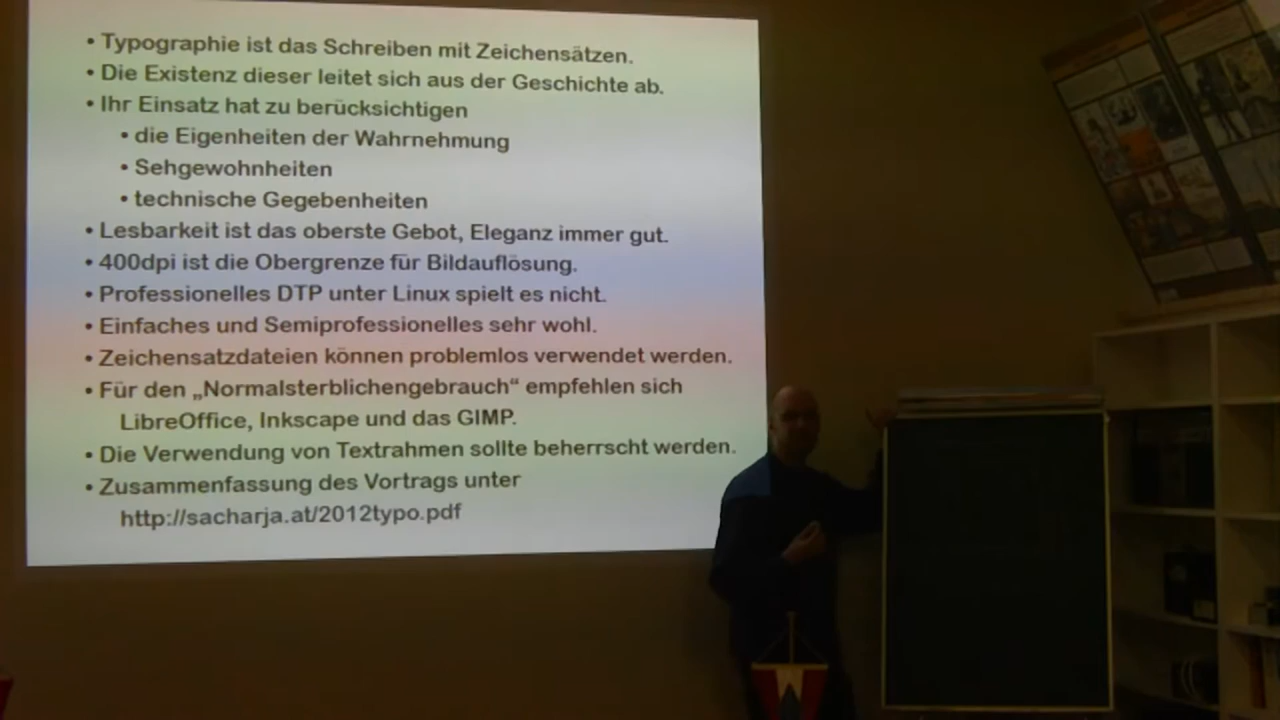 • Typographie ist das Schreiben mit Zeichensätzen.
• Die Existenz dieser leitet sich aus der Geschichte ab.
• Ihr Einsatz hat zu berücksichtigen
• die Eigenheiten der Wahrnehmung
• Sehgewohnheiten
• technische Gegebenheiten
• Lesbarkeit ist das oberste Gebot, Eleganz immer gut.
• 400dpi ist die Obergrenze für Bildauflösung.
• Professionelles DTP unter Linux spielt es nicht.
• Einfaches und Semiprofessionelles sehr wohl.
• Zeichensatzdateien können problemlos verwendet werden.
• Für den „Normalsterblichengebrauch“ empfehlen sich
LibreOffice, Inkscape und das GIMP.
• Die Verwendung von Textrahmen sollte beherrscht werden.
• Zusammenfassung des Vortrags unter
http://sacharja.at/2012typo.pdf